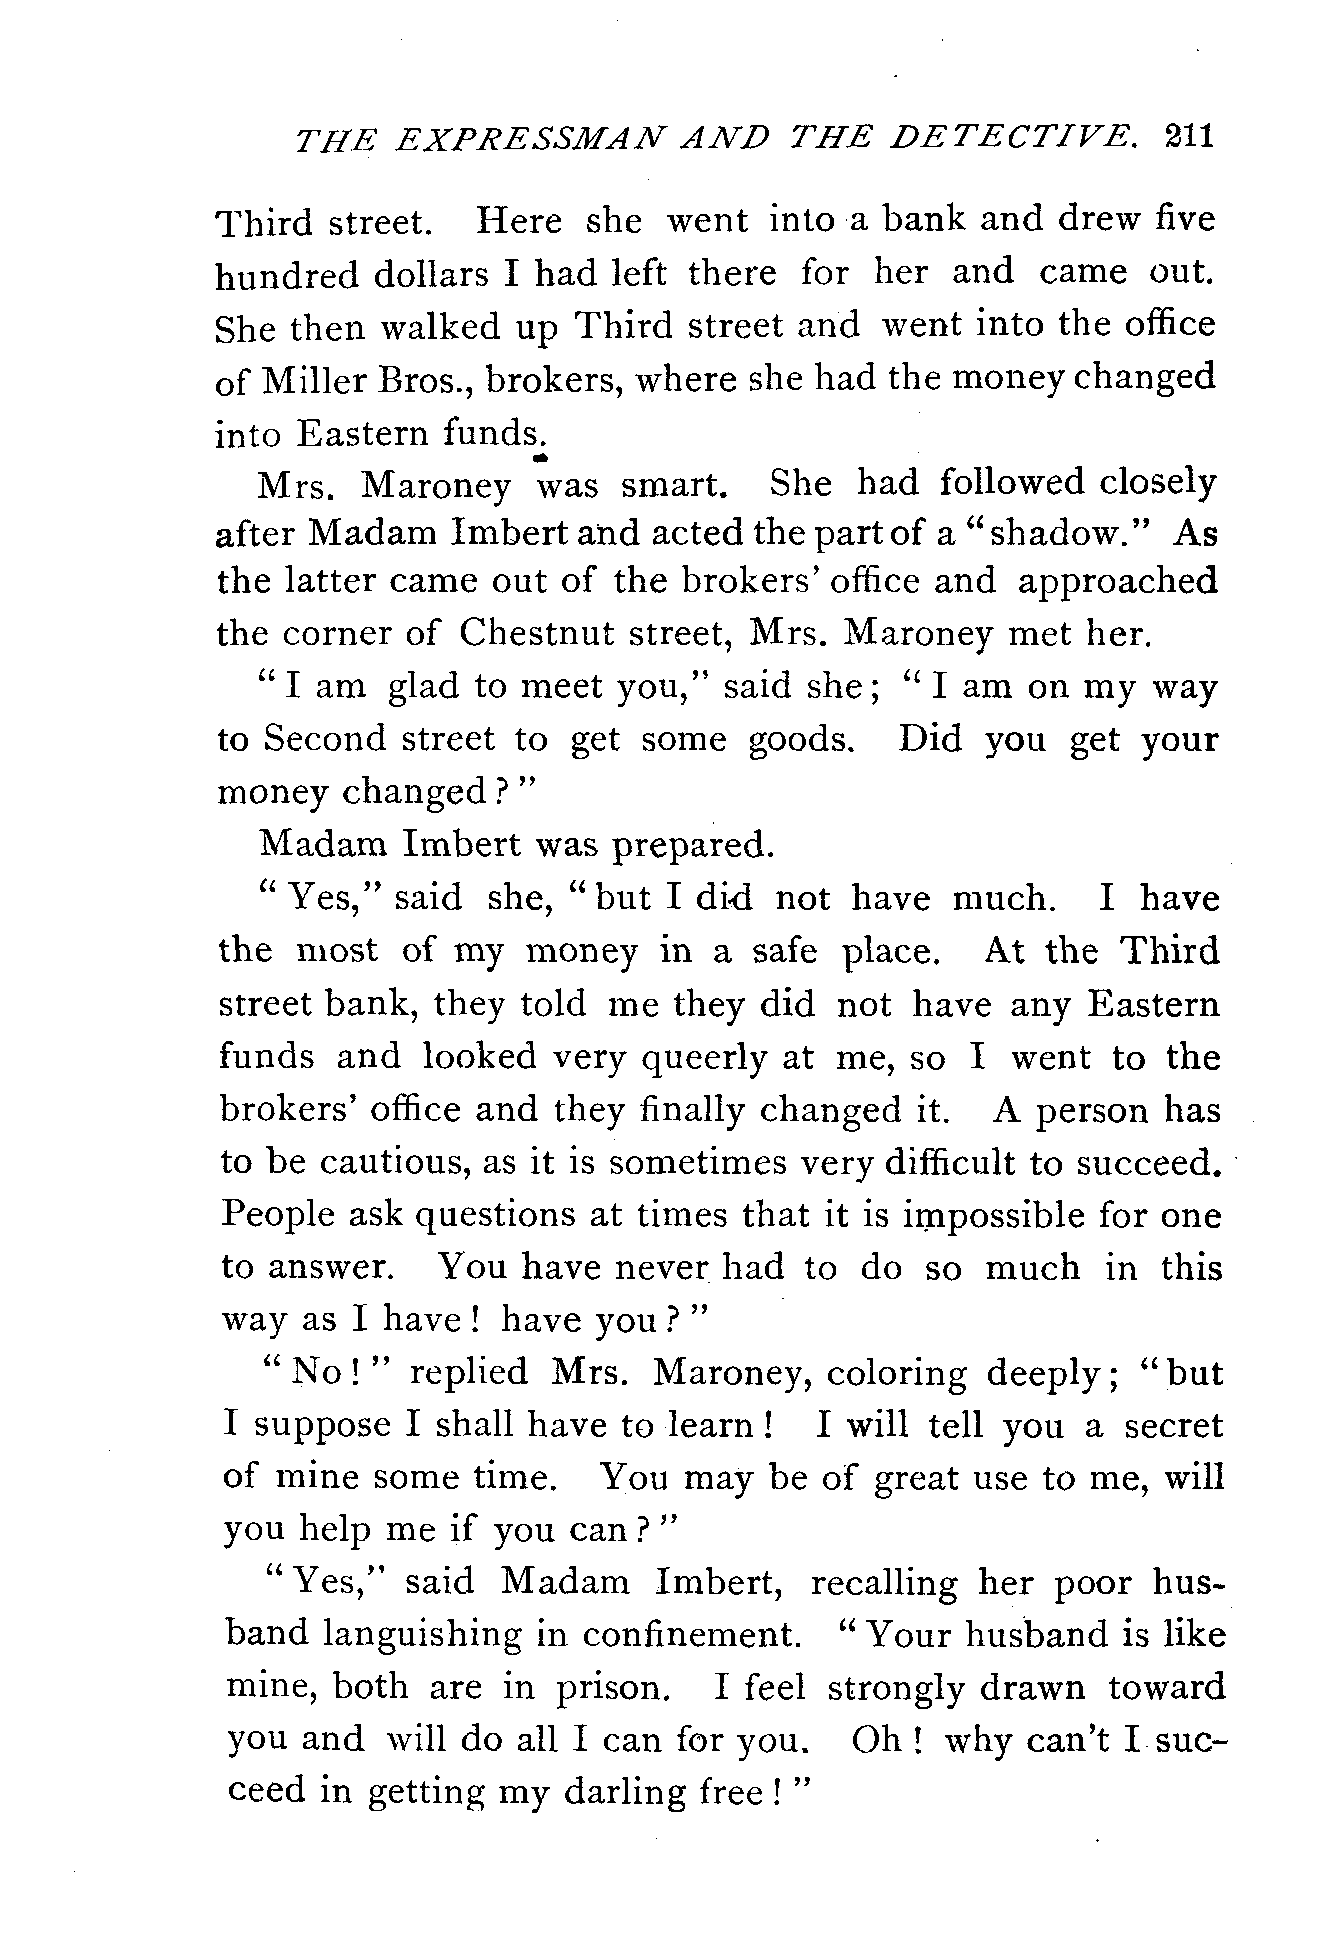 THE EXPRESSMAN AND THE DETECTIVE. 211
Third street. Here she went into a bank and drew five
hundred dollars I had left there for her and came out.
She then walked up Third street and went into the office
of Miller Bros., brokers, where she had the money changed
into Eastern funds.
Mrs. Maroney was smart. She had followed closely
after Madam Imbert and acted the part of a "shadow." As
the latter came out of the brokers' office and approached
the corner of Chestnut street, Mrs. Maroney met her.
"I am glad to meet you," said she; "I am on my way
to Second street to get some goods. Did you get your
money changed?"
Madam Imbert was prepared.
"Yes," said she, "but I did not have much. I have
the most of my money in a safe place. At the Third
street bank, they told me they did not have any Eastern
funds and looked very queerly at me, so I went to the
brokers' office and they finally changed it. A person has
to be cautious, as it is sometimes very difficult to succeed.
People ask questions at times that it is impossible for one
to answer. You have never had to do so much in this
way as I have! have you?"
"No!" replied Mrs. Maroney, coloring deeply; "but
I suppose I shall have to learn! I will tell you a secret
of mine some time. You may be of great use to me, will
you help me if you can?"
"Yes," said Madam Imbert, recalling her poor hus-
band languishing in confinement. "Your husband is like
mine, both are in prison. I feel strongly drawn toward
you and will do all I can for you. Oh! why can't I suc-
ceed in getting my darling free!"